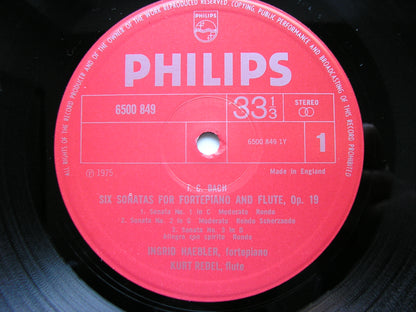 ALL RIGHTS OF THE RECORD PRODUCER AND OF THE OWNER OF THE WORK REPRODUCED RESERVED. COPYING, PUBLIC PERFORMANCE AND BROADCASTING OF THIS RECORD PROHIBITED
PHILIPS
PHILIPS
6500 849
33 1/3
STEREO
6500 849 1Y
1
℗ 1975
Made in England
SIX SONATAS FOR FORTEPIANO AND FLUTE, Op. 19
1. Sonata No. 1 in C Moderato Rondo
2. Sonata No. 2 in G Moderato Rondo Scherzando
3. Sonata No. 3 in D
Allegro con spirito Rondo
INGRID HAEBLER, fortepiano
KURT REDEL, flute